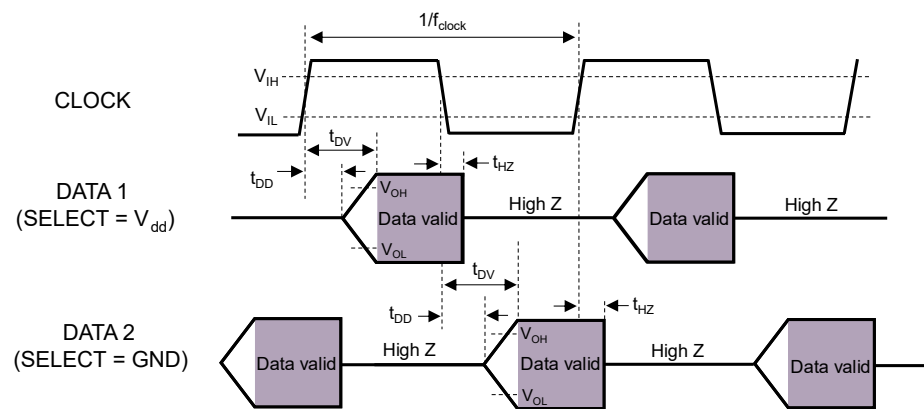 1/fclock
CLOCK
VIH
VIL
tDV
tHZ
tDD
DATA 1
(SELECT = Vdd)
VOH
Data valid
VOL
High Z
Data valid
High Z
tDV
tDD
tHZ
DATA 2
(SELECT = GND)
Data valid
High Z
VOH
Data valid
VOL
High Z
Data valid